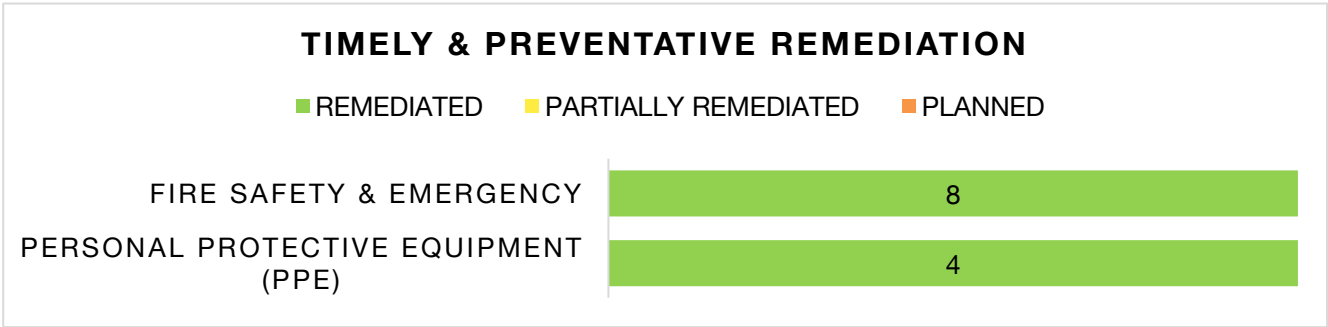 TIMELY & PREVENTATIVE REMEDIATION
REMEDIATED PARTIALLY REMEDIATED PLANNED
FIRE SAFETY & EMERGENCY 8
PERSONAL PROTECTIVE EQUIPMENT
(PPE) 4